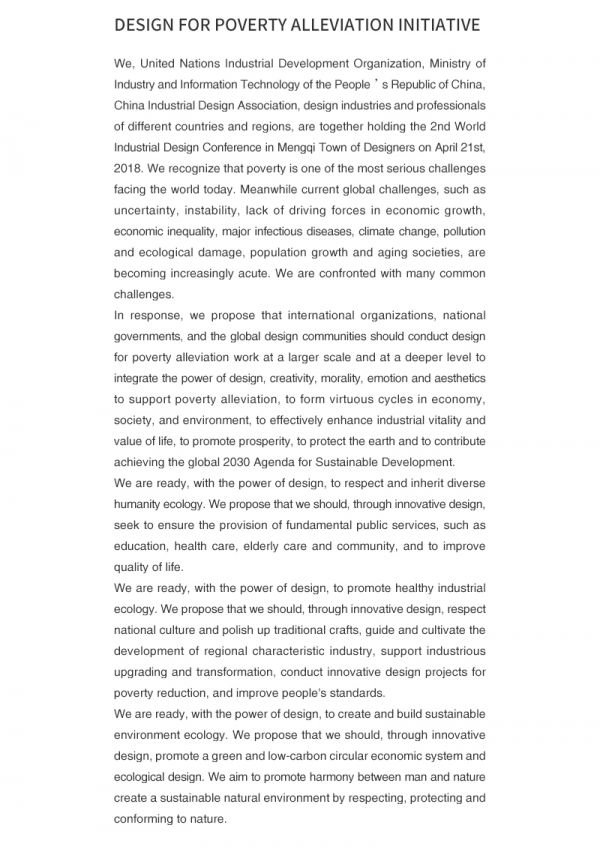 DESIGN FOR POVERTY ALLEVIATION INITIATIVE
We, United Nations Industrial Development Organization, Ministry of
Industry and Information Technology of the People ’ s Republic of China,
China Industrial Design Association, design industries and professionals
of different countries and regions, are together holding the 2nd World
Industrial Design Conference in Mengqi Town of Designers on April 21st,
2018. We recognize that poverty is one of the most serious challenges
facing the world today. Meanwhile current global challenges, such as
uncertainty, instability, lack of driving forces in economic growth,
economic inequality, major infectious diseases, climate change, pollution
and ecological damage, population growth and aging societies, are
becoming increasingly acute. We are confronted with many common
challenges.
In response, we propose that international organizations, national
governments, and the global design communities should conduct design
for poverty alleviation work at a larger scale and at a deeper level to
integrate the power of design, creativity, morality, emotion and aesthetics
to support poverty alleviation, to form virtuous cycles in economy,
society, and environment, to effectively enhance industrial vitality and
value of life, to promote prosperity, to protect the earth and to contribute
achieving the global 2030 Agenda for Sustainable Development.
We are ready, with the power of design, to respect and inherit diverse
humanity ecology. We propose that we should, through innovative design,
seek to ensure the provision of fundamental public services, such as
education, health care, elderly care and community, and to improve
quality of life.
We are ready, with the power of design, to promote healthy industrial
ecology. We propose that we should, through innovative design, respect
national culture and polish up traditional crafts, guide and cultivate the
development of regional characteristic industry, support industrious
upgrading and transformation, conduct innovative design projects for
poverty reduction, and improve people's standards.
We are ready, with the power of design, to create and build sustainable
environment ecology. We propose that we should, through innovative
design, promote a green and low-carbon circular economic system and
ecological design. We aim to promote harmony between man and nature
create a sustainable natural environment by respecting, protecting and
conforming to nature.